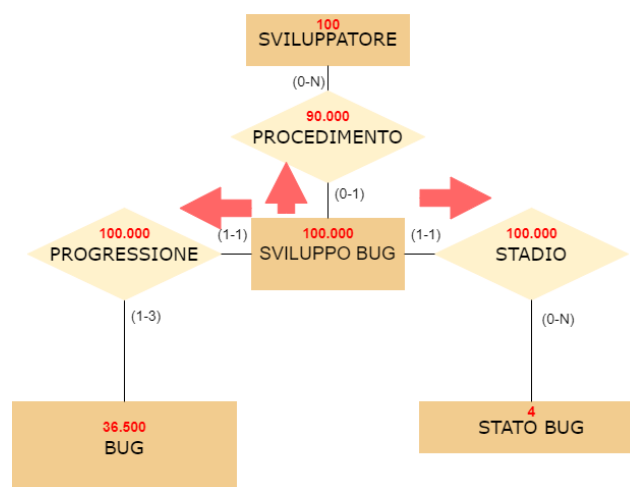 100
SVILUPPATORE
(0-N)
90.000
PROCEDIMENTO
(0-1)
100.000
PROGRESSIONE
(1-1)
100.000
SVILUPPO BUG
(1-1)
100.000
STADIO
(1-3)
(0-N)
36.500
BUG
4
STATO BUG